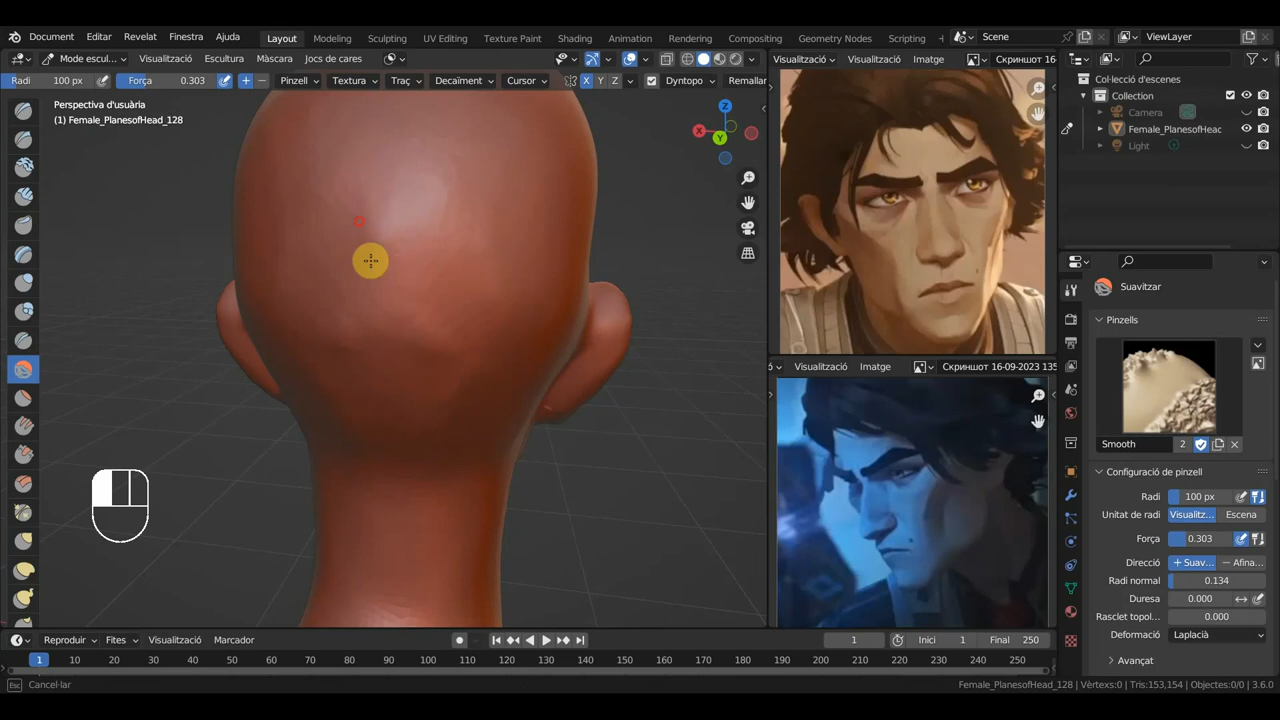 Document Editar Revelat Finestra Ajuda Layout Modeling Sculpting UV Editing Texture Paint Shading Animation Rendering Compositing Geometry Nodes Scripting Scene ViewLayer
Mode escul... Visualització Escultura Màscara Jocs de cares Visualització Visualització Imatge Скриншот 16
Radi 100 px Força 0.303 Pinzell Textura Traç Decaïment Cursor X Y Z Dyntopo Remallar
Perspectiva d'usuària
(1) Female_PlanesofHead_128
X
Y
Z
Col·lecció d'escenes
Collection
Camera
Female_PlanesofHeac
Light
Visualització Imatge Скриншот 16-09-2023 135
Suavitzar
Pinzells
Smooth 2
Configuració de pinzell
Radi 100 px
Unitat de radi Visualitz... Escena
Força 0.303
Direcció + Suav... − Afina...
Radi normal 0.134
Duresa 0.000
Rasclet topol... 0.000
Deformació Laplacià
Avançat
Reproduir Fites Visualització Marcador 1 Inici 1 Final 250
1 10 20 30 40 50 60 70 80 90 100 110 120 130 140 150 160 170 180 190 200 210 220 230 240 250
Esc Cancel·lar Female_PlanesofHead_128 | Vèrtexs:0 | Tris:153,154 | Objectes:0/0 | 3.6.0